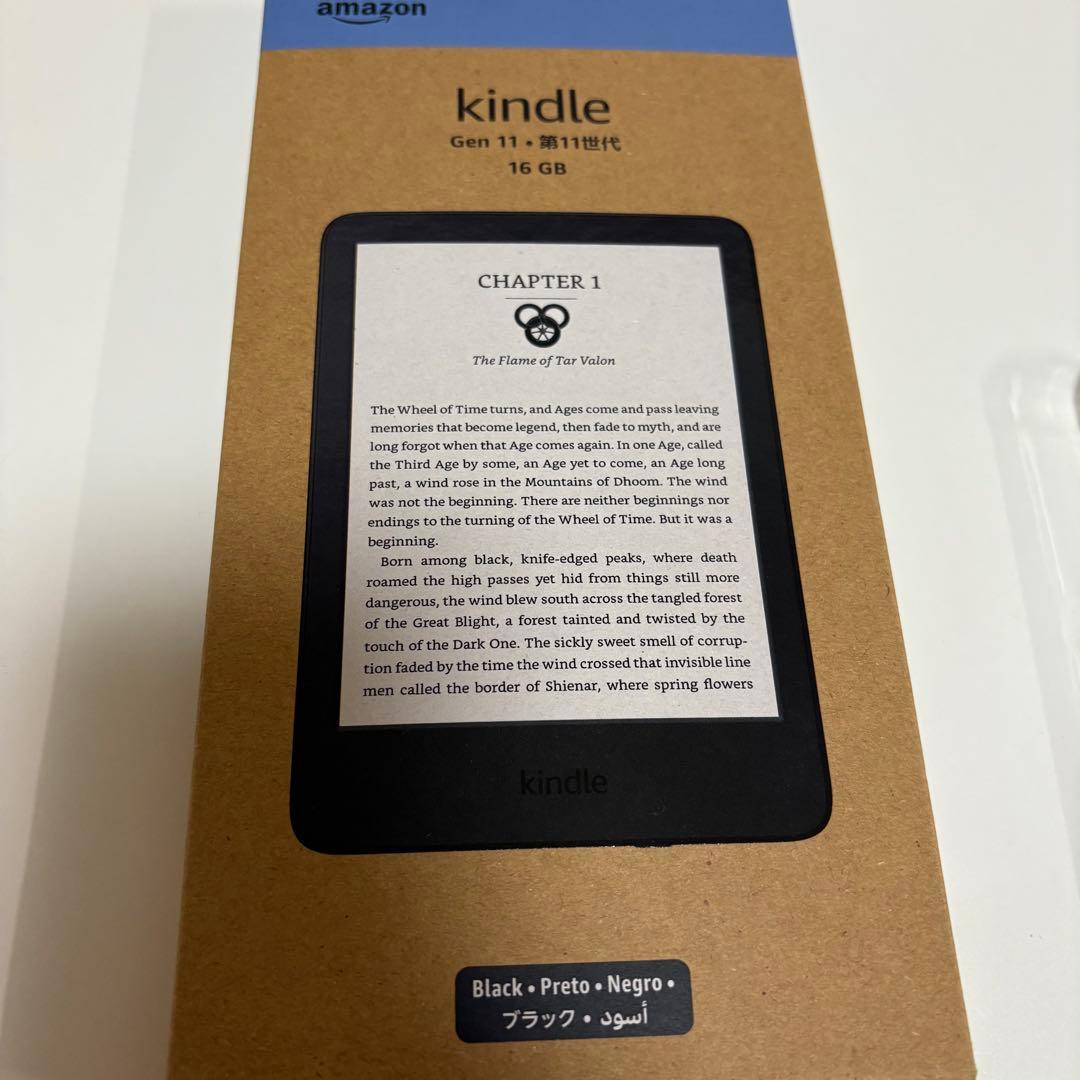 amazon
kindle
Gen 11 • 第11世代
16 GB
CHAPTER 1
The Flame of Tar Valon
The Wheel of Time turns, and Ages come and pass leaving
memories that become legend, then fade to myth, and are
long forgot when that Age comes again. In one Age, called
the Third Age by some, an Age yet to come, an Age long
past, a wind rose in the Mountains of Dhoom. The wind
was not the beginning. There are neither beginnings nor
endings to the turning of the Wheel of Time. But it was a
beginning.
Born among black, knife-edged peaks, where death
roamed the high passes yet hid from things still more
dangerous, the wind blew south across the tangled forest
of the Great Blight, a forest tainted and twisted by the
touch of the Dark One. The sickly sweet smell of corrup-
tion faded by the time the wind crossed that invisible line
men called the border of Shienar, where spring flowers
kindle
Black • Preto • Negro •
ブラック • أسود